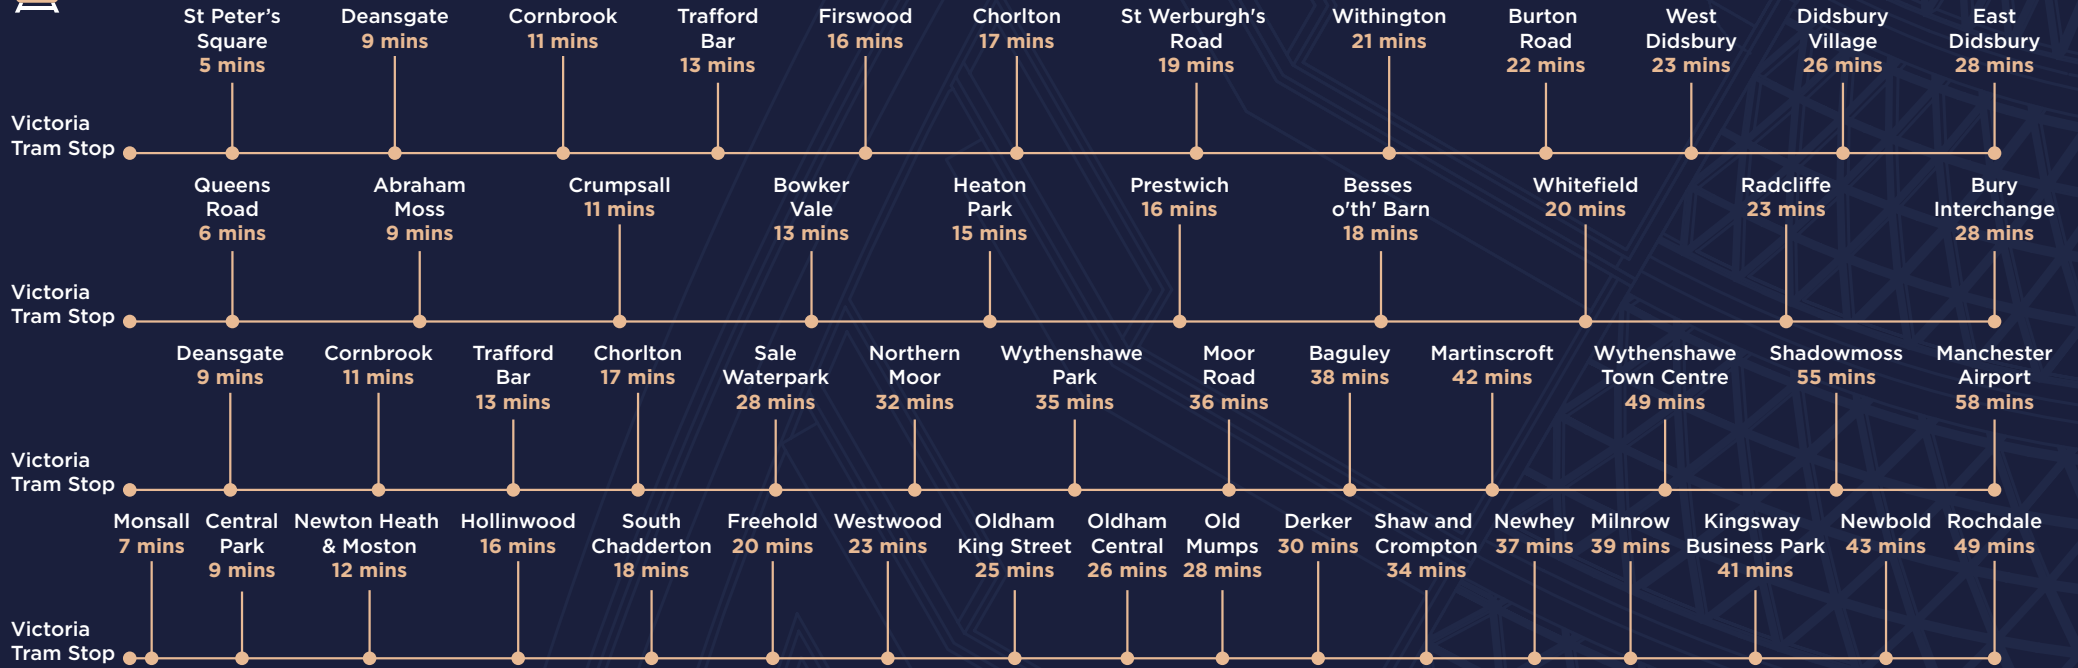 St Peter's
Square
5 mins
Deansgate
9 mins
Cornbrook
11 mins
Trafford
Bar
13 mins
Firswood
16 mins
Chorlton
17 mins
St Werburgh's
Road
19 mins
Withington
21 mins
Burton
Road
22 mins
West
Didsbury
23 mins
Didsbury
Village
26 mins
East
Didsbury
28 mins
Victoria
Tram Stop
Queens
Road
6 mins
Abraham
Moss
9 mins
Crumpsall
11 mins
Bowker
Vale
13 mins
Heaton
Park
15 mins
Prestwich
16 mins
Besses
o'th' Barn
18 mins
Whitefield
20 mins
Radcliffe
23 mins
Bury
Interchange
28 mins
Victoria
Tram Stop
Deansgate
9 mins
Cornbrook
11 mins
Trafford
Bar
13 mins
Chorlton
17 mins
Sale
Waterpark
28 mins
Northern
Moor
32 mins
Wythenshawe
Park
35 mins
Moor
Road
36 mins
Baguley
38 mins
Martinscroft
42 mins
Wythenshawe
Town Centre
49 mins
Shadowmoss
55 mins
Manchester
Airport
58 mins
Victoria
Tram Stop
Monsall
7 mins
Central
Park
9 mins
Newton Heath
& Moston
12 mins
Hollinwood
16 mins
South
Chadderton
18 mins
Freehold
20 mins
Westwood
23 mins
Oldham
King Street
25 mins
Oldham
Central
26 mins
Old
Mumps
28 mins
Derker
30 mins
Shaw and
Crompton
34 mins
Newhey
37 mins
Milnrow
39 mins
Kingsway
Business Park
41 mins
Newbold
43 mins
Rochdale
49 mins
Victoria
Tram Stop